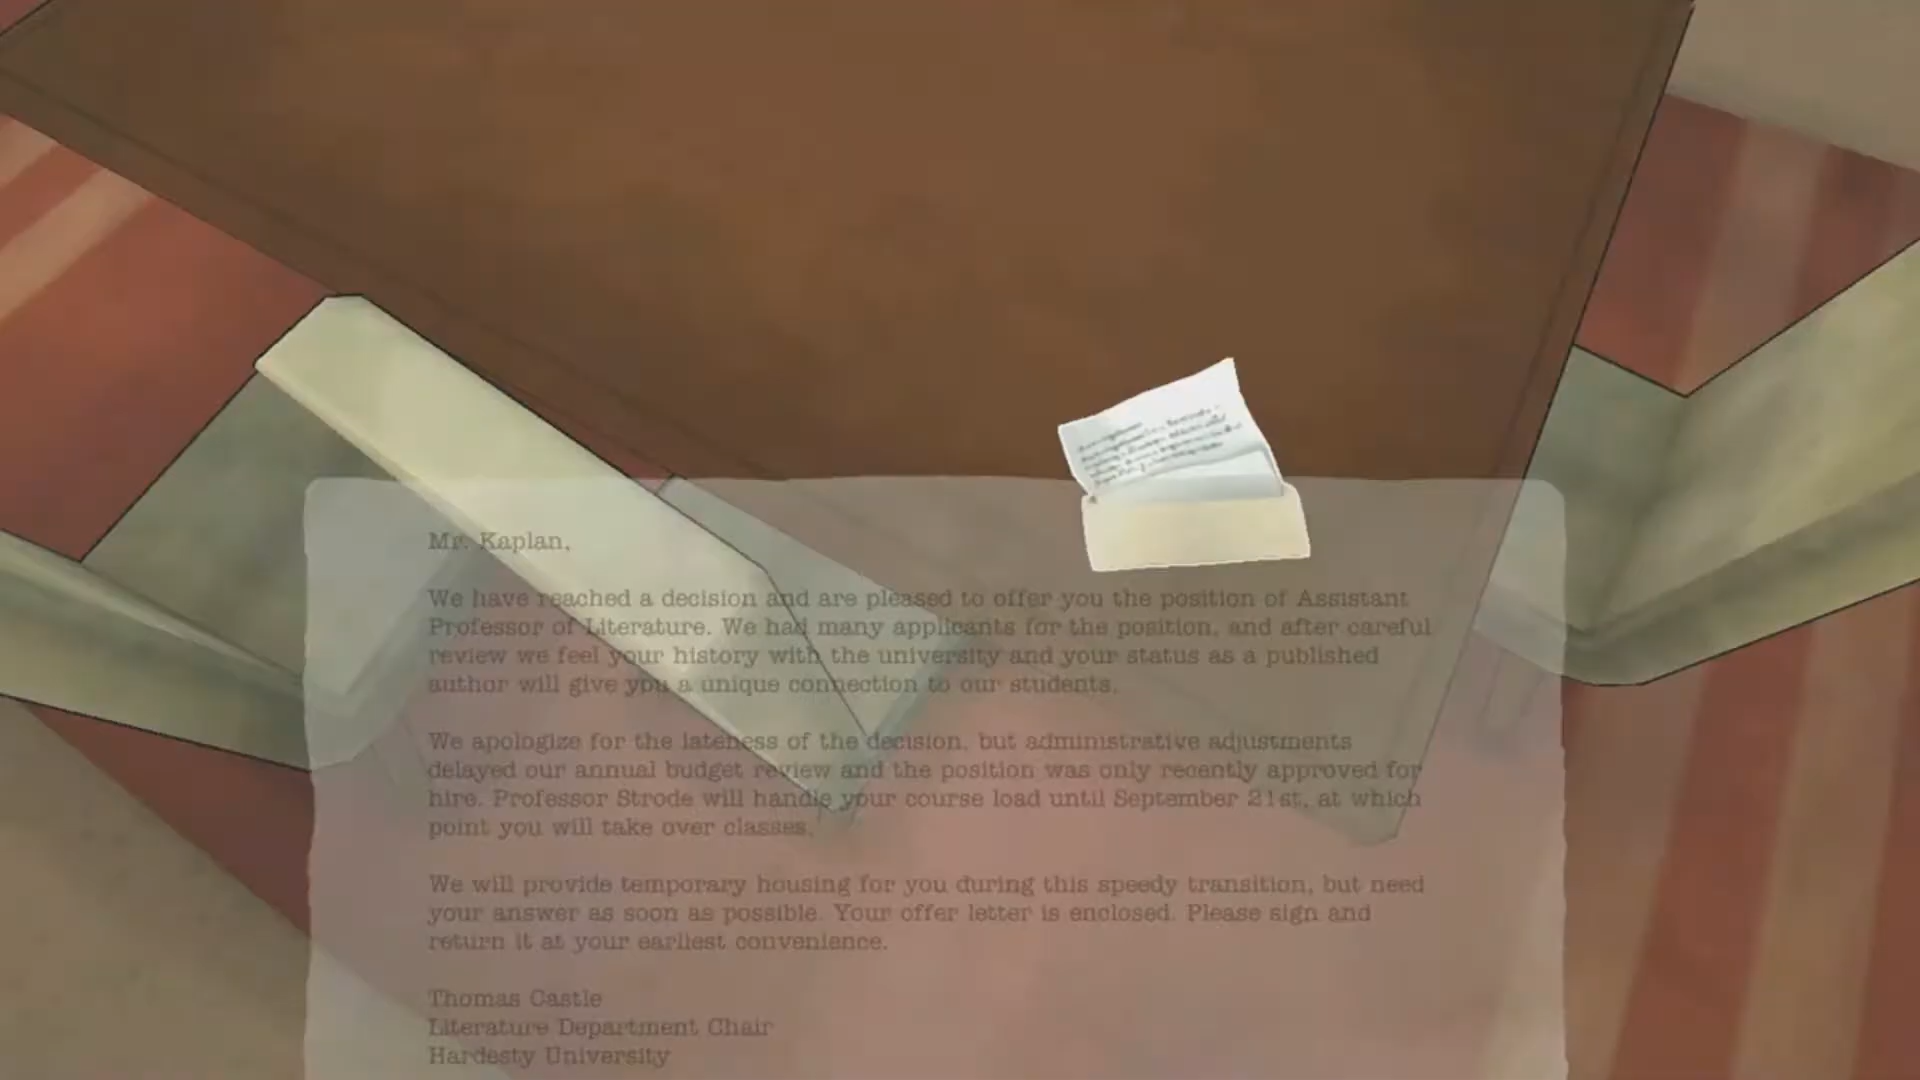 Mr. Kaplan,
We have reached a decision and are pleased to offer you the position of Assistant
Professor of Literature. We had many applicants for the position, and after careful
review we feel your history with the university and your status as a published
author will give you a unique connection to our students.
We apologize for the lateness of the decision, but administrative adjustments
delayed our annual budget review and the position was only recently approved for
hire. Professor Strode will handle your course load until September 21st, at which
point you will take over classes.
We will provide temporary housing for you during this speedy transition, but need
your answer as soon as possible. Your offer letter is enclosed. Please sign and
return it at your earliest convenience.
Thomas Castle
Literature Department Chair
Hardesty University